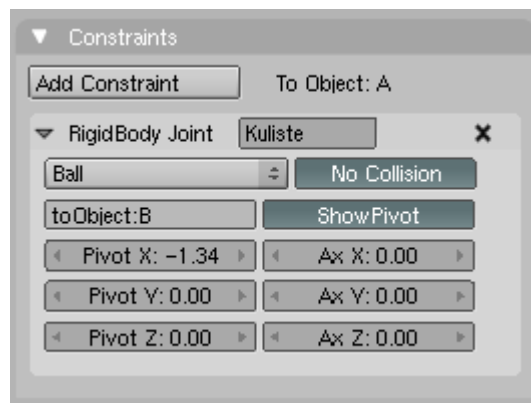 Constraints
Add Constraint To Object: A
RigidBody Joint Kuliste
Ball No Collision
toObject:B ShowPivot
Pivot X: -1.34 Ax X: 0.00
Pivot Y: 0.00 Ax Y: 0.00
Pivot Z: 0.00 Ax Z: 0.00